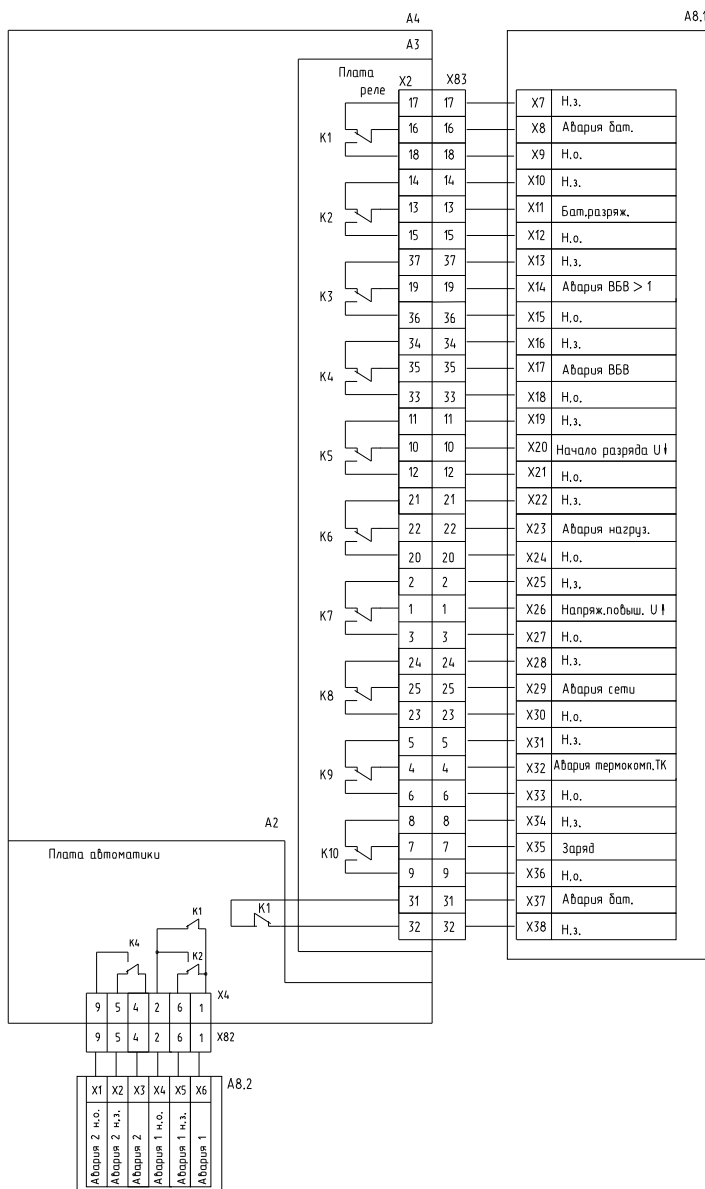 A4
A8.1
A3
Плата реле
X2 X83
17 17 X7 Н.з.
K1 16 16 X8 Авария бат.
18 18 X9 Н.о.
14 14 X10 Н.з.
K2 13 13 X11 Бат.разряж.
15 15 X12 Н.о.
37 37 X13 Н.з.
K3 19 19 X14 Авария ВБВ > 1
36 36 X15 Н.о.
34 34 X16 Н.з.
K4 35 35 X17 Авария ВБВ
33 33 X18 Н.о.
11 11 X19 Н.з.
K5 10 10 X20 Начало разряда U
12 12 X21 Н.о.
21 21 X22 Н.з.
K6 22 22 X23 Авария нагруз.
20 20 X24 Н.о.
2 2 X25 Н.з.
K7 1 1 X26 Напряж.повыш. U
3 3 X27 Н.о.
24 24 X28 Н.з.
K8 25 25 X29 Авария сети
23 23 X30 Н.о.
5 5 X31 Н.з.
K9 4 4 X32 Авария термокомп.ТК
6 6 X33 Н.о.
A2
8 8 X34 Н.з.
Плата автоматики
K10 7 7 X35 Заряд
9 9 X36 Н.о.
31 31 X37 Авария бат.
K1
32 32 X38 Н.з.
K1
K4 K2
X4
9 5 4 2 6 1
9 5 4 2 6 1 X82
X1 X2 X3 X4 X5 X6 A8.2
Авария 2 н.о.
Авария 2 н.з.
Авария 2
Авария 1 н.о.
Авария 1 н.з.
Авария 1